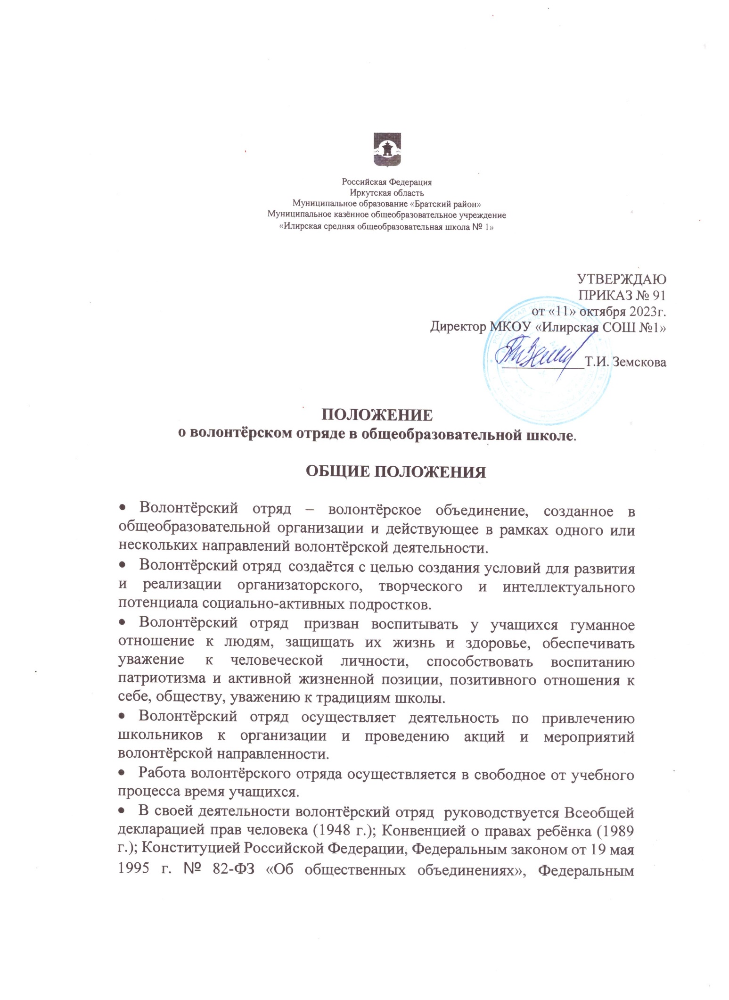 Российская Федерация
Иркутская область
Муниципальное образование «Братский район»
Муниципальное казённое общеобразовательное учреждение
«Илирская средняя общеобразовательная школа № 1»
УТВЕРЖДАЮ
ПРИКАЗ № 91
от «11» октября 2023г.
Директор МКОУ «Илирская СОШ №1»
Т.И. Земскова
ПОЛОЖЕНИЕ
о волонтёрском отряде в общеобразовательной школе.
ОБЩИЕ ПОЛОЖЕНИЯ
• Волонтёрский отряд – волонтёрское объединение, созданное в
общеобразовательной организации и действующее в рамках одного или
нескольких направлений волонтёрской деятельности.
• Волонтёрский отряд создаётся с целью создания условий для развития
и реализации организаторского, творческого и интеллектуального
потенциала социально-активных подростков.
• Волонтёрский отряд призван воспитывать у учащихся гуманное
отношение к людям, защищать их жизнь и здоровье, обеспечивать
уважение к человеческой личности, способствовать воспитанию
патриотизма и активной жизненной позиции, позитивного отношения к
себе, обществу, уважению к традициям школы.
• Волонтёрский отряд осуществляет деятельность по привлечению
школьников к организации и проведению акций и мероприятий
волонтёрской направленности.
• Работа волонтёрского отряда осуществляется в свободное от учебного
процесса время учащихся.
• В своей деятельности волонтёрский отряд руководствуется Всеобщей
декларацией прав человека (1948 г.); Конвенцией о правах ребёнка (1989
г.); Конституцией Российской Федерации, Федеральным законом от 19 мая
1995 г. № 82-ФЗ «Об общественных объединениях», Федеральным